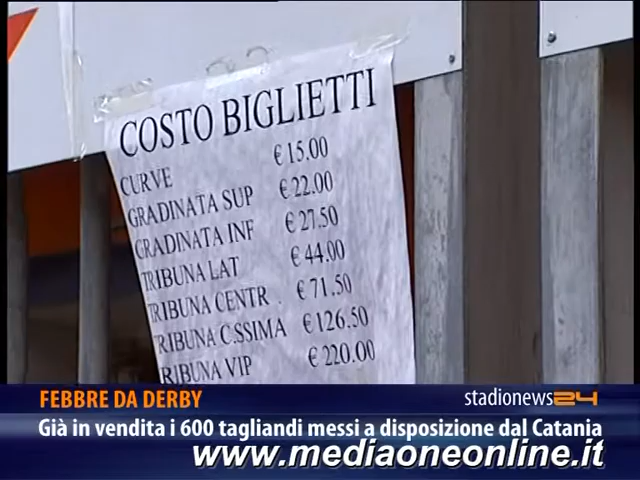 COSTO BIGLIETTI
CURVE € 15.00
GRADINATA SUP € 22.00
GRADINATA INF € 27.50
TRIBUNA LAT € 44.00
TRIBUNA CENTR. € 71.50
TRIBUNA C.SSIMA € 126.50
TRIBUNA VIP € 220.00
FEBBRE DA DERBY
stadionews24
Già in vendita i 600 tagliandi messi a disposizione dal Catania
www.mediaoneonline.it